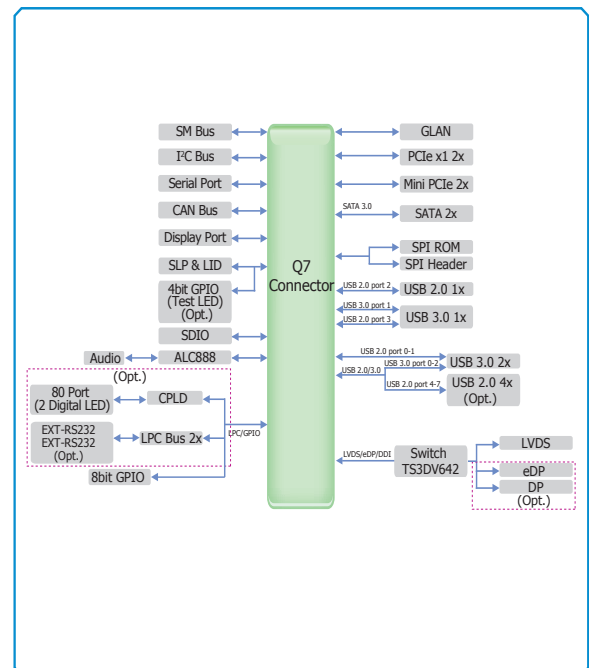 SM Bus
I²C Bus
Serial Port
CAN Bus
Display Port
SLP & LID
4bit GPIO
(Test LED)
(Opt.)
SDIO
Audio
ALC888
(Opt.)
80 Port
(2 Digital LED)
CPLD
EXT-RS232
EXT-RS232
(Opt.)
LPC Bus 2x
LPC/GPIO
8bit GPIO
Q7
Connector
GLAN
PCIe x1 2x
Mini PCIe 2x
SATA 3.0
SATA 2x
SPI ROM
SPI Header
USB 2.0 port 2
USB 2.0 1x
USB 3.0 port 1
USB 2.0 port 3
USB 3.0 1x
USB 2.0 port 0-1
USB 3.0 port 0-2
USB 3.0 2x
USB 2.0/3.0
USB 2.0 port 4-7
USB 2.0 4x
(Opt.)
LVDS/eDP/DDI
Switch
TS3DV642
LVDS
eDP
DP
(Opt.)